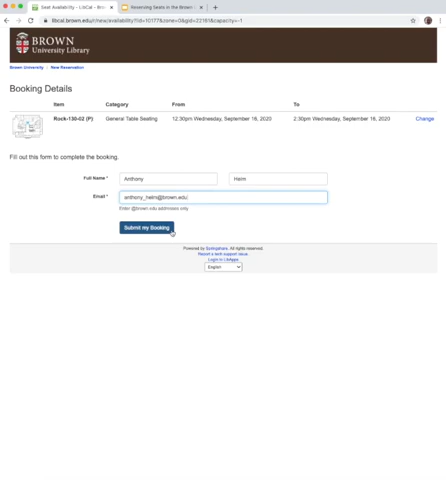 Seat Availability - LibCal - Bro
Reserving Seats in the Brown
libcal.brown.edu/r/new/availability?lid=10177&zone=0&gid=22161&capacity=-1
BROWN
University Library
Brown University
New Reservation
Booking Details
Item Category From To
Rock-130-02 (P) General Table Seating 12:30pm Wednesday, September 16, 2020 2:30pm Wednesday, September 16, 2020 Change
Fill out this form to complete the booking.
Full Name * Anthony Helm
Email * anthony_helm@brown.edu
Enter @brown.edu addresses only
Submit my Booking
Powered by Springshare. All rights reserved.
Report a tech support issue.
Login to LibApps
English